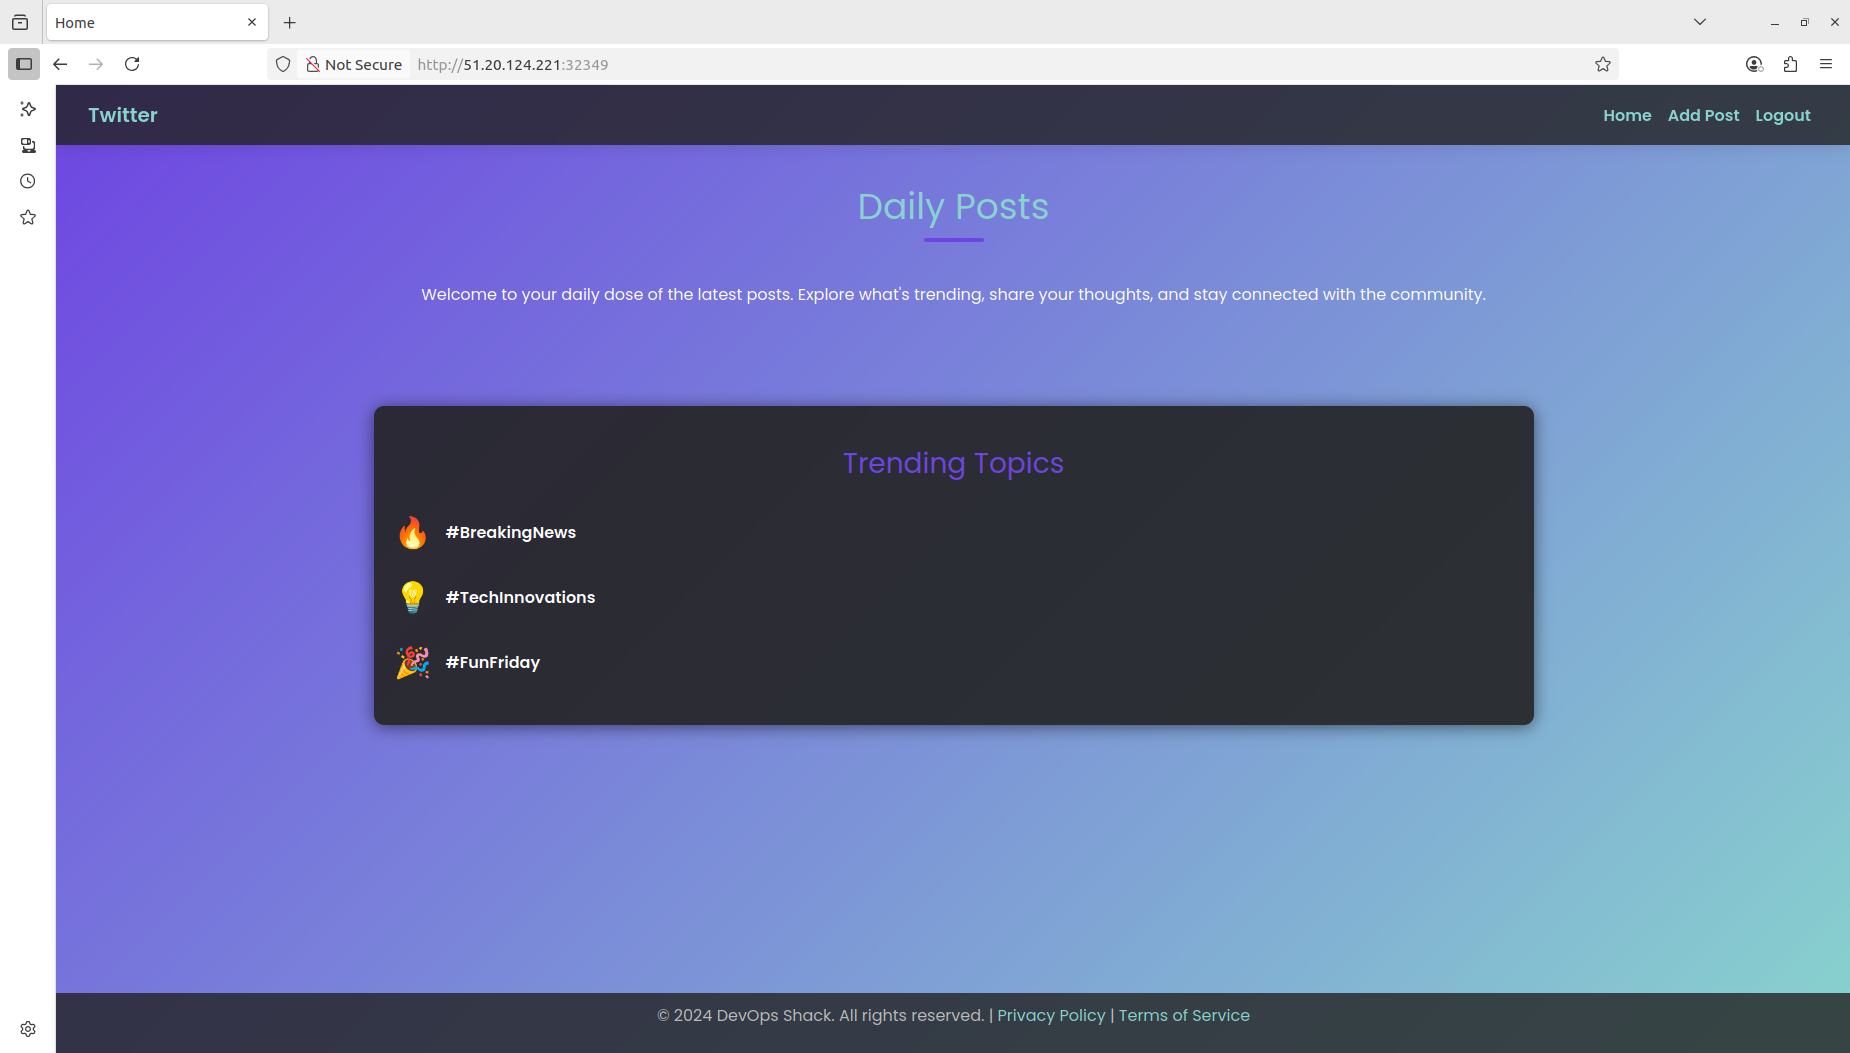 Home
Not Secure http://51.20.124.221:32349
Twitter Home Add Post Logout
Daily Posts
Welcome to your daily dose of the latest posts. Explore what's trending, share your thoughts, and stay connected with the community.
Trending Topics
#BreakingNews
#TechInnovations
#FunFriday
© 2024 DevOps Shack. All rights reserved. | Privacy Policy | Terms of Service